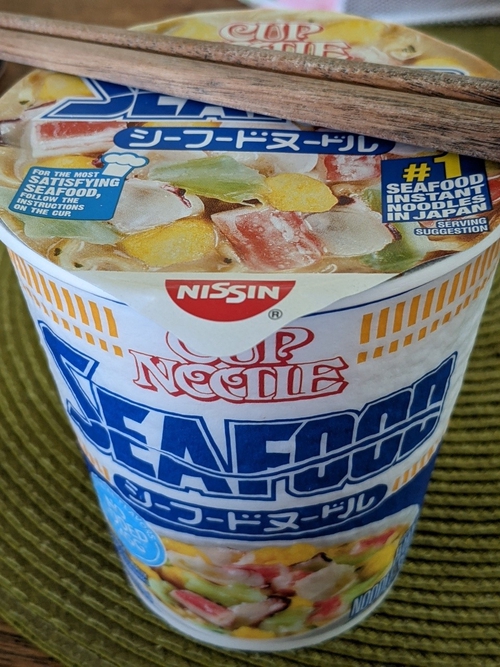 CUP
NOODLE
SEAFOOD
シーフードヌードル
FOR THE MOST
SATISFYING
SEAFOOD,
FOLLOW THE
INSTRUCTIONS
ON THE CUP.
#1
SEAFOOD
INSTANT
NOODLES
IN JAPAN
SERVING
SUGGESTION
NISSIN
®
CUP
NOODLE
SEAFOOD
シーフードヌードル